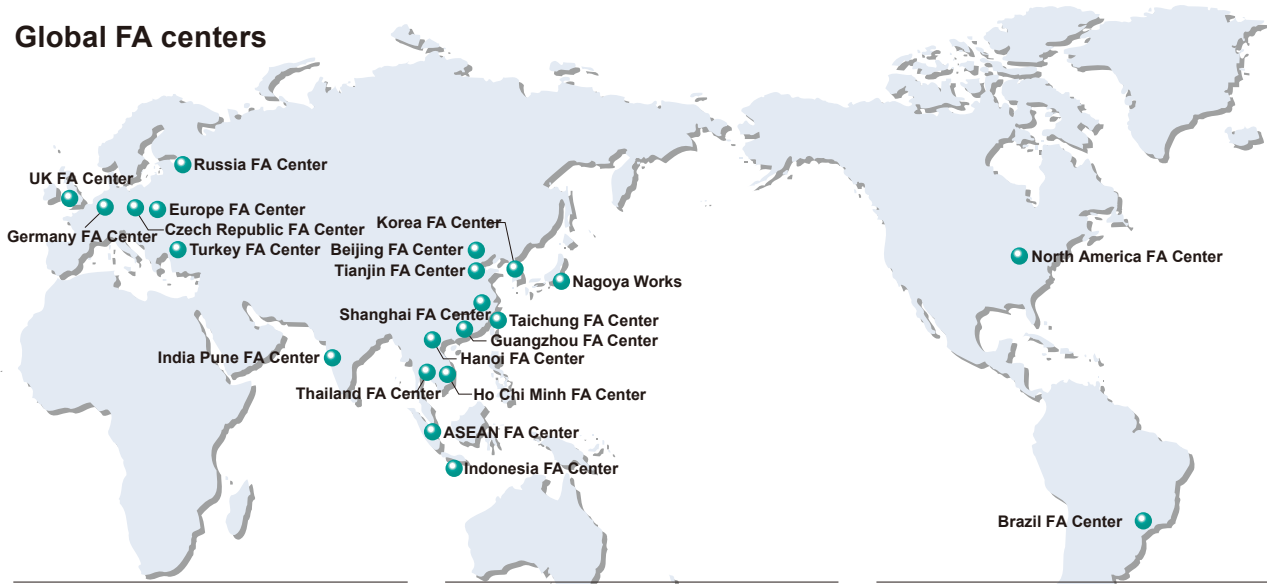 Global FA centers
Russia FA Center
UK FA Center
Europe FA Center
Czech Republic FA Center
Germany FA Center
Turkey FA Center
Korea FA Center
Beijing FA Center
Tianjin FA Center
Nagoya Works
North America FA Center
Shanghai FA Center
Taichung FA Center
Guangzhou FA Center
Hanoi FA Center
India Pune FA Center
Thailand FA Center
Ho Chi Minh FA Center
ASEAN FA Center
Indonesia FA Center
Brazil FA Center